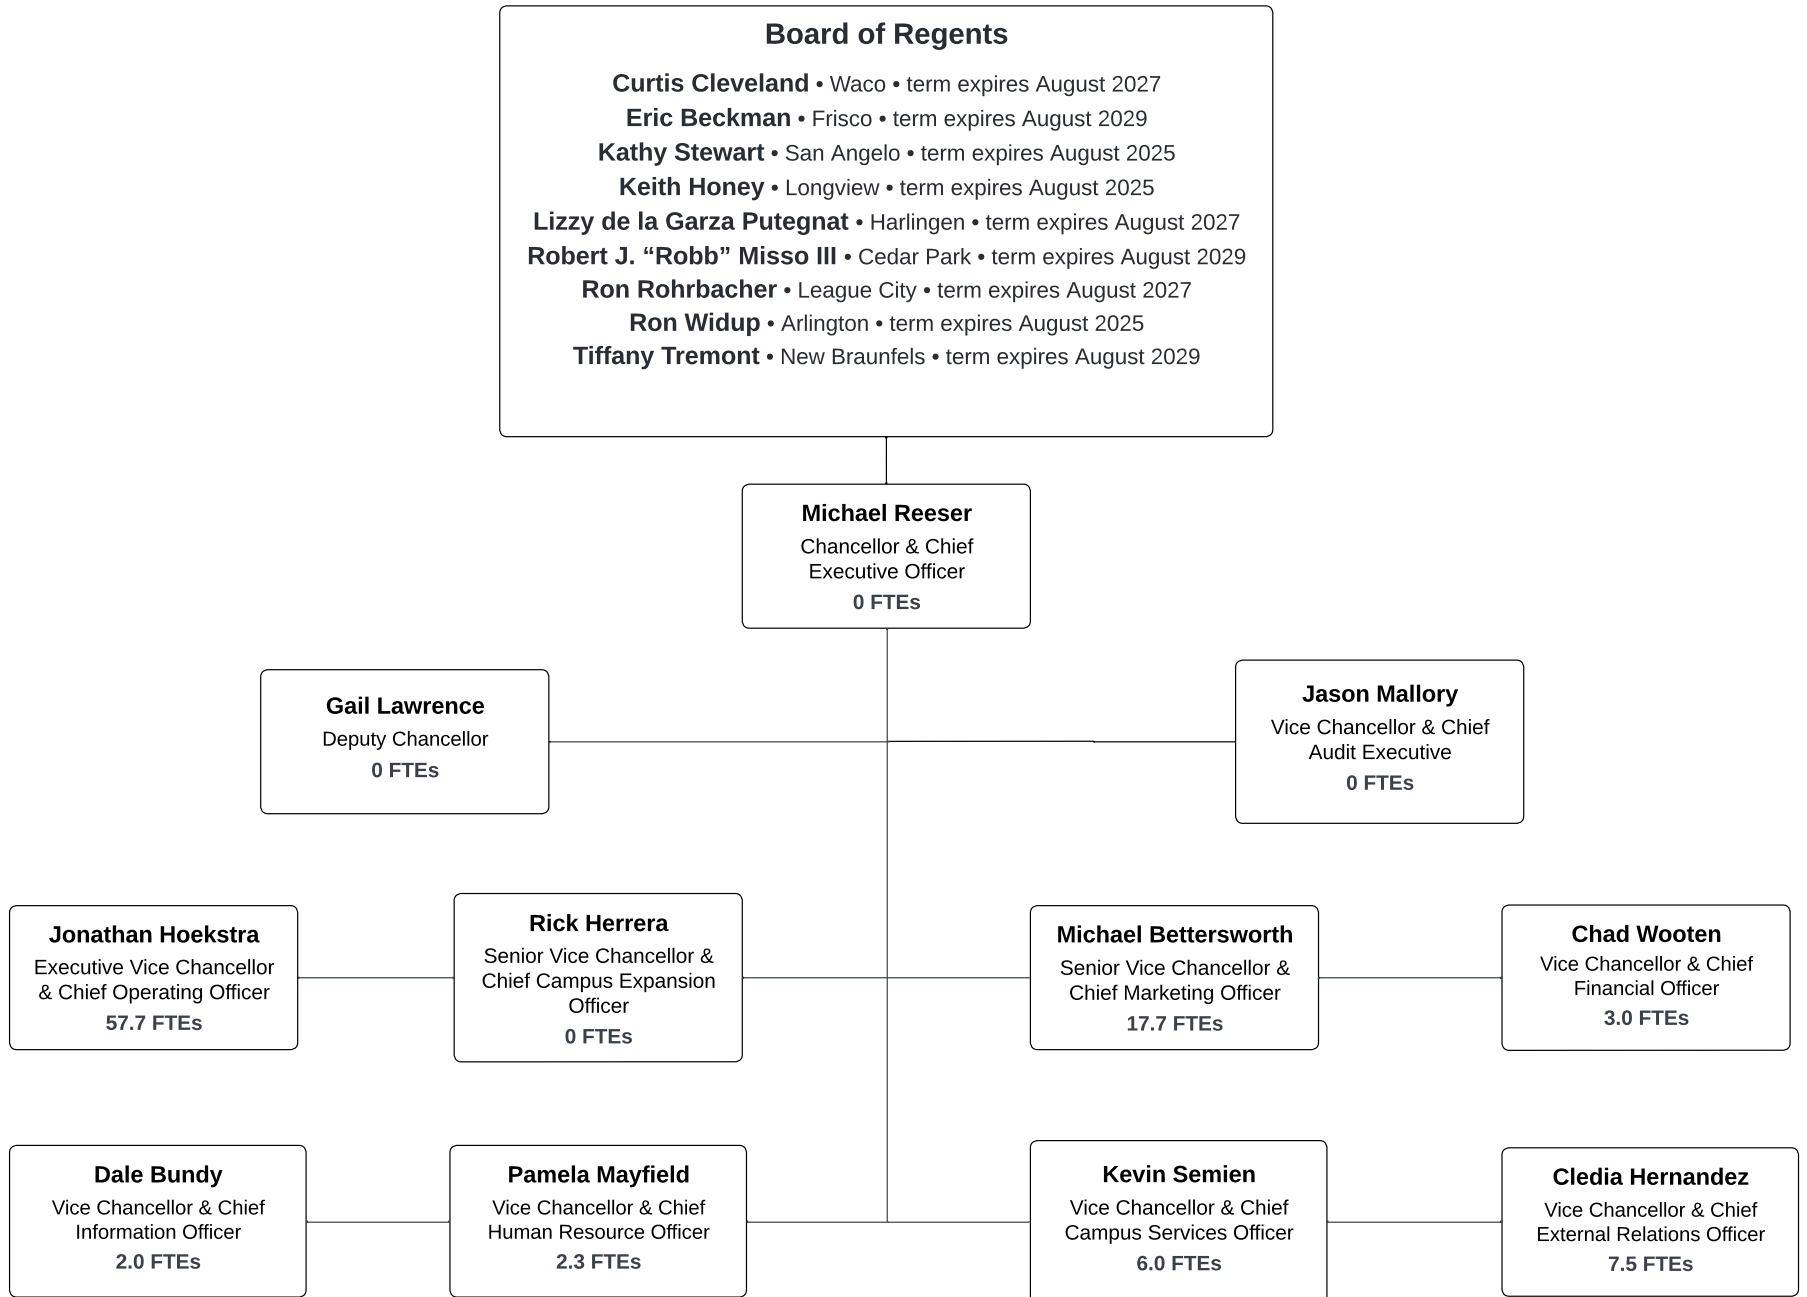 Board of Regents
Curtis Cleveland • Waco • term expires August 2027
Eric Beckman • Frisco • term expires August 2029
Kathy Stewart • San Angelo • term expires August 2025
Keith Honey • Longview • term expires August 2025
Lizzy de la Garza Putegnat • Harlingen • term expires August 2027
Robert J. “Robb” Misso III • Cedar Park • term expires August 2029
Ron Rohrbacher • League City • term expires August 2027
Ron Widup • Arlington • term expires August 2025
Tiffany Tremont • New Braunfels • term expires August 2029
Michael Reeser
Chancellor & Chief
Executive Officer
0 FTEs
Gail Lawrence
Deputy Chancellor
0 FTEs
Jason Mallory
Vice Chancellor & Chief
Audit Executive
0 FTEs
Jonathan Hoekstra
Executive Vice Chancellor
& Chief Operating Officer
57.7 FTEs
Rick Herrera
Senior Vice Chancellor &
Chief Campus Expansion
Officer
0 FTEs
Michael Bettersworth
Senior Vice Chancellor &
Chief Marketing Officer
17.7 FTEs
Chad Wooten
Vice Chancellor & Chief
Financial Officer
3.0 FTEs
Dale Bundy
Vice Chancellor & Chief
Information Officer
2.0 FTEs
Pamela Mayfield
Vice Chancellor & Chief
Human Resource Officer
2.3 FTEs
Kevin Semien
Vice Chancellor & Chief
Campus Services Officer
6.0 FTEs
Cledia Hernandez
Vice Chancellor & Chief
External Relations Officer
7.5 FTEs